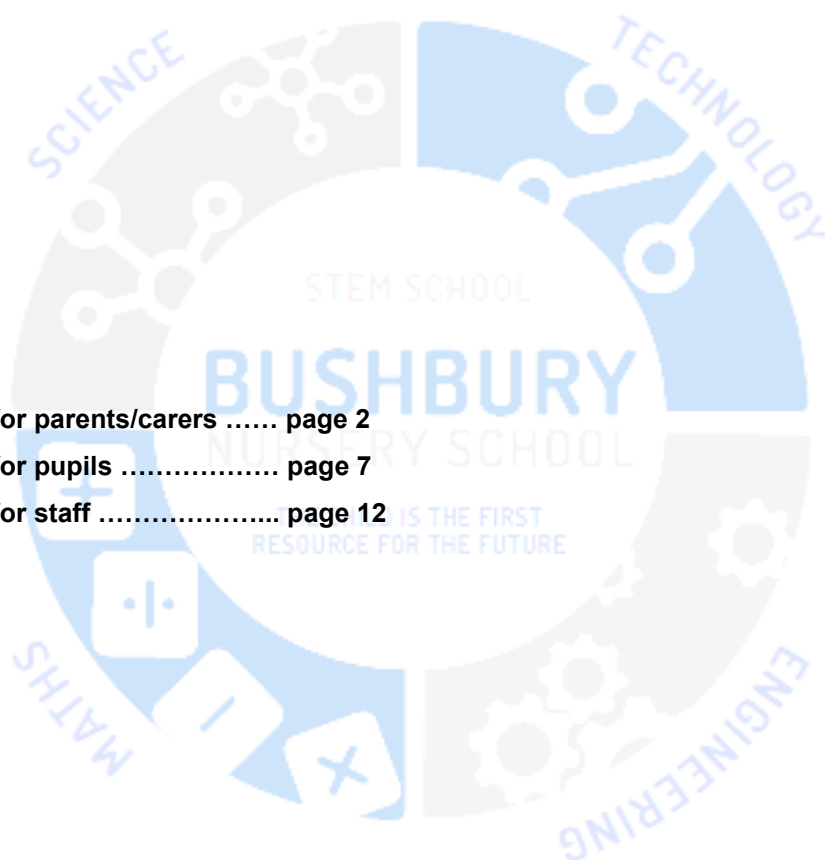 SCIENCE
TECHNOLOGY
STEM SCHOOL
BUSHBURY
or parents/carers …… page 2
NURSERY SCHOOL
or pupils ……………… page 7
or staff ………………... page 12
IS THE FIRST
RESOURCE FOR THE FUTURE
MATHS
ENGINEERING